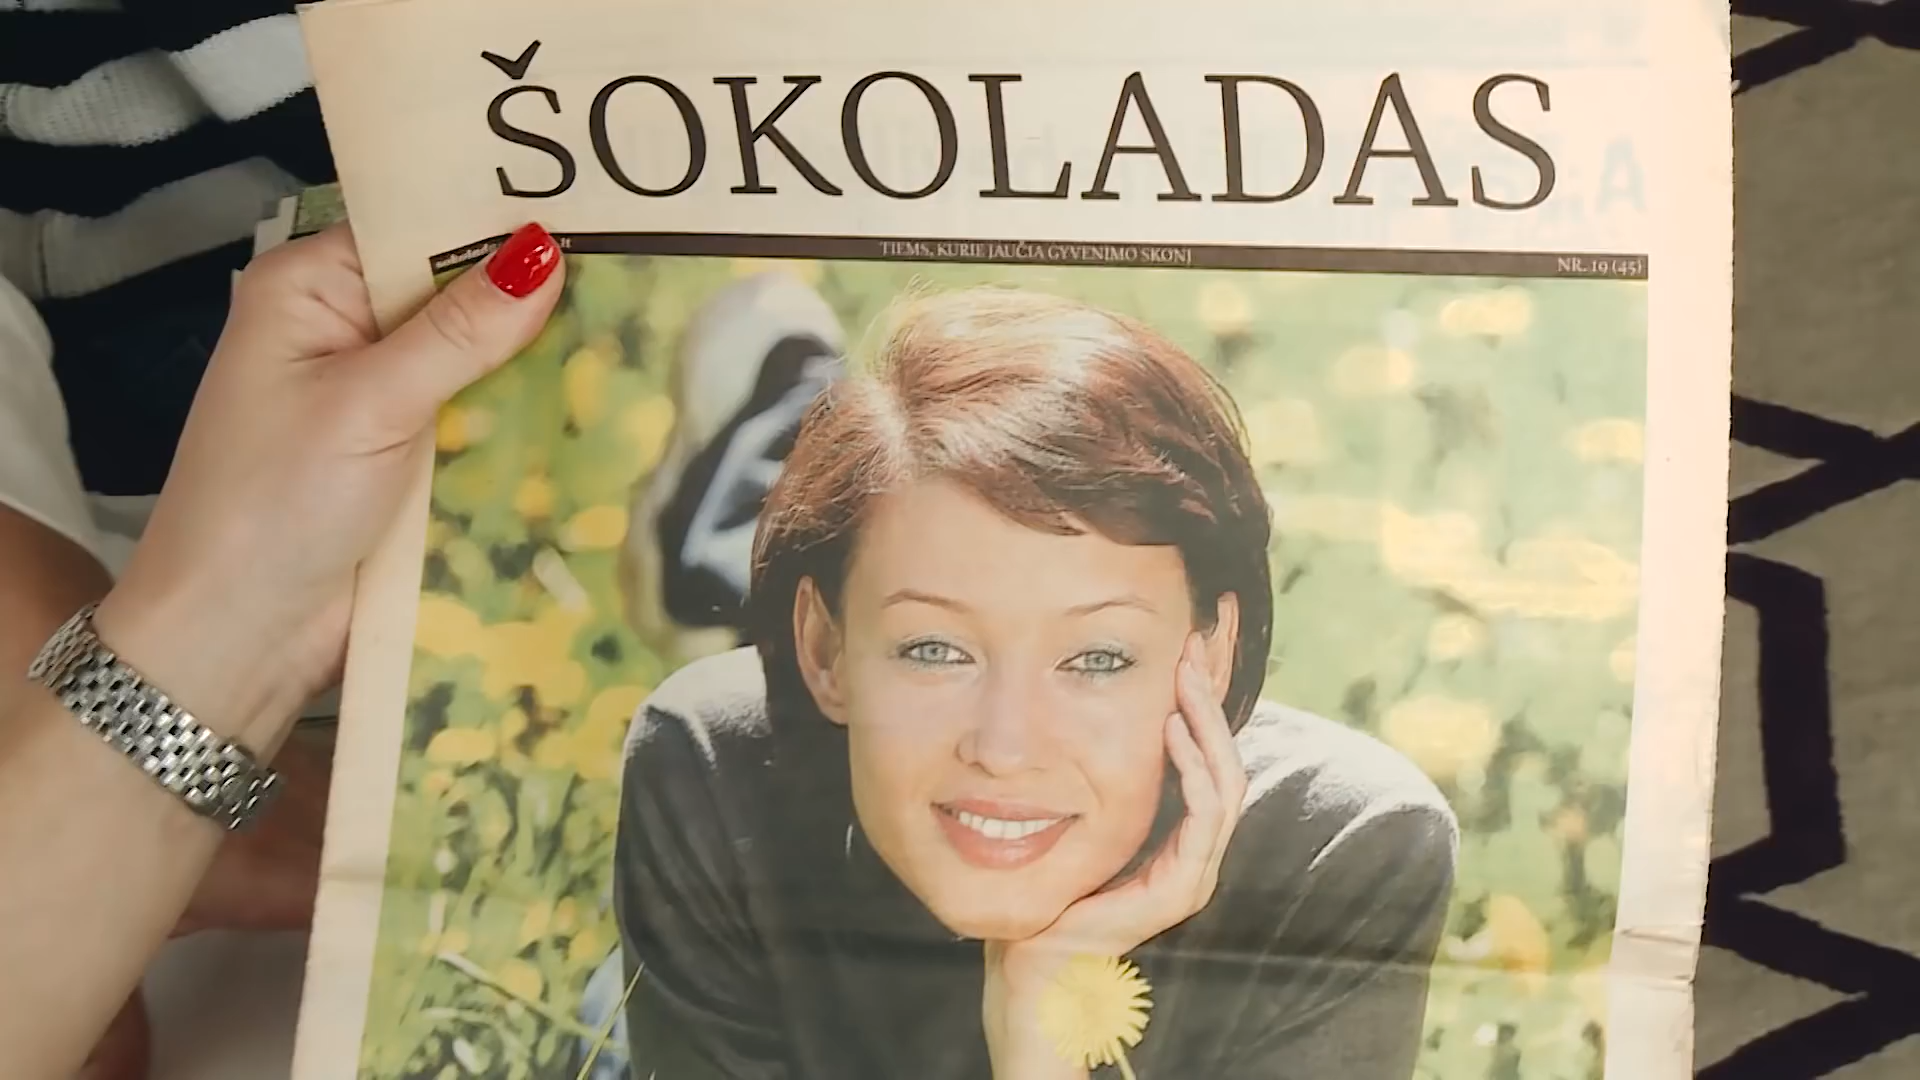 ŠOKOLADAS
TIEMS, KURIE JAUČIA GYVENIMO SKONĮ
NR. 19 (45)